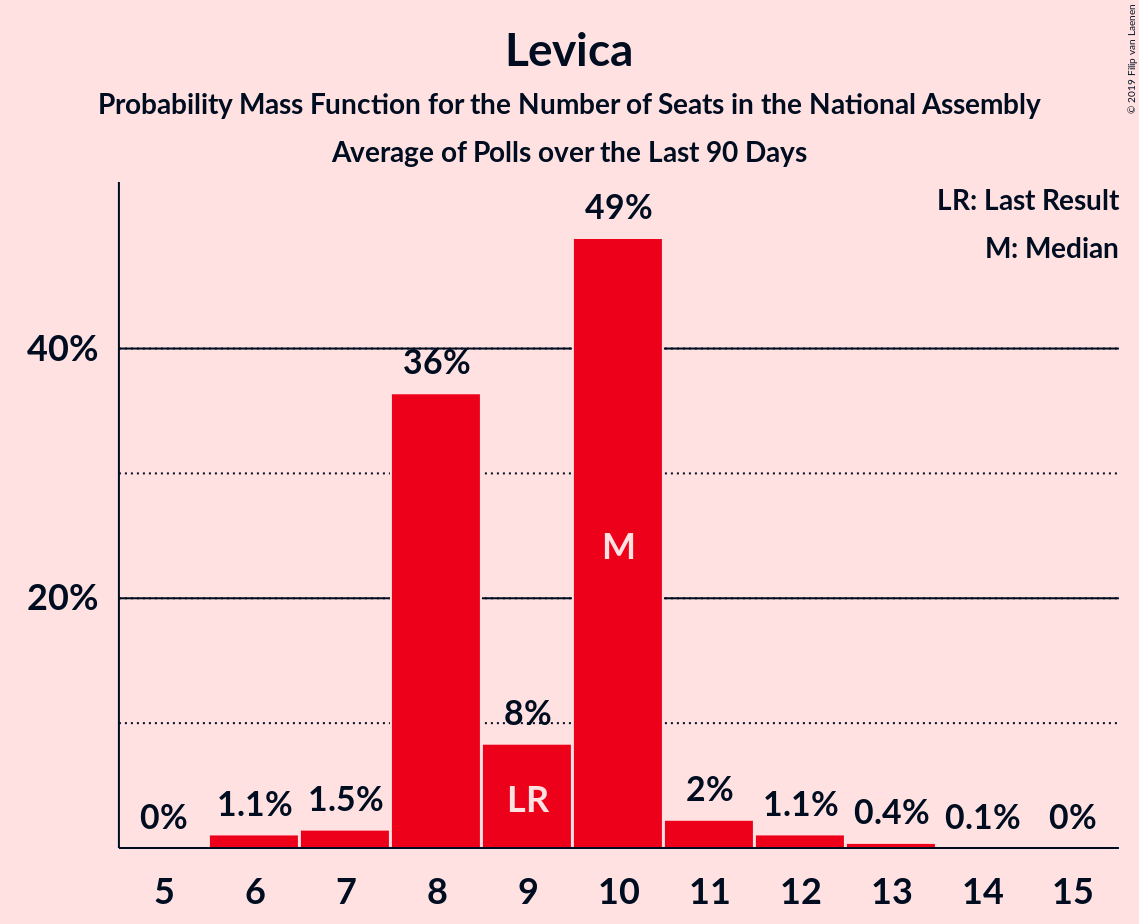 Levica
Probability Mass Function for the Number of Seats in the National Assembly
Average of Polls over the Last 90 Days
© 2019 Filip van Laenen
LR: Last Result
M: Median
40%
20%
0%
1.1%
1.5%
36%
8%
49%
2%
1.1%
0.4%
0.1%
0%
LR
M
5 6 7 8 9 10 11 12 13 14 15